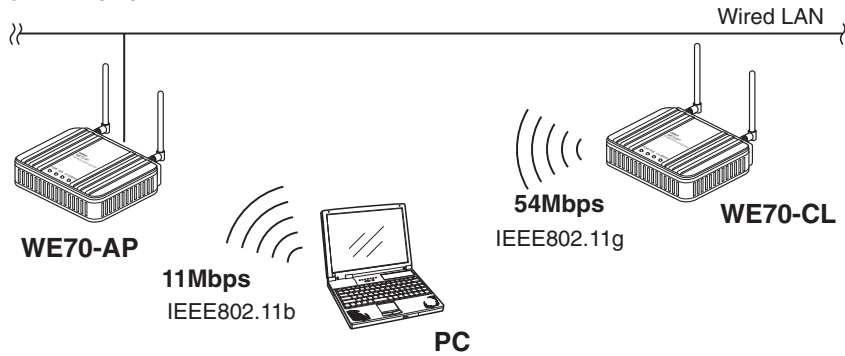 Wired LAN
WE70-AP
11Mbps
IEEE802.11b
PC
54Mbps
IEEE802.11g
WE70-CL